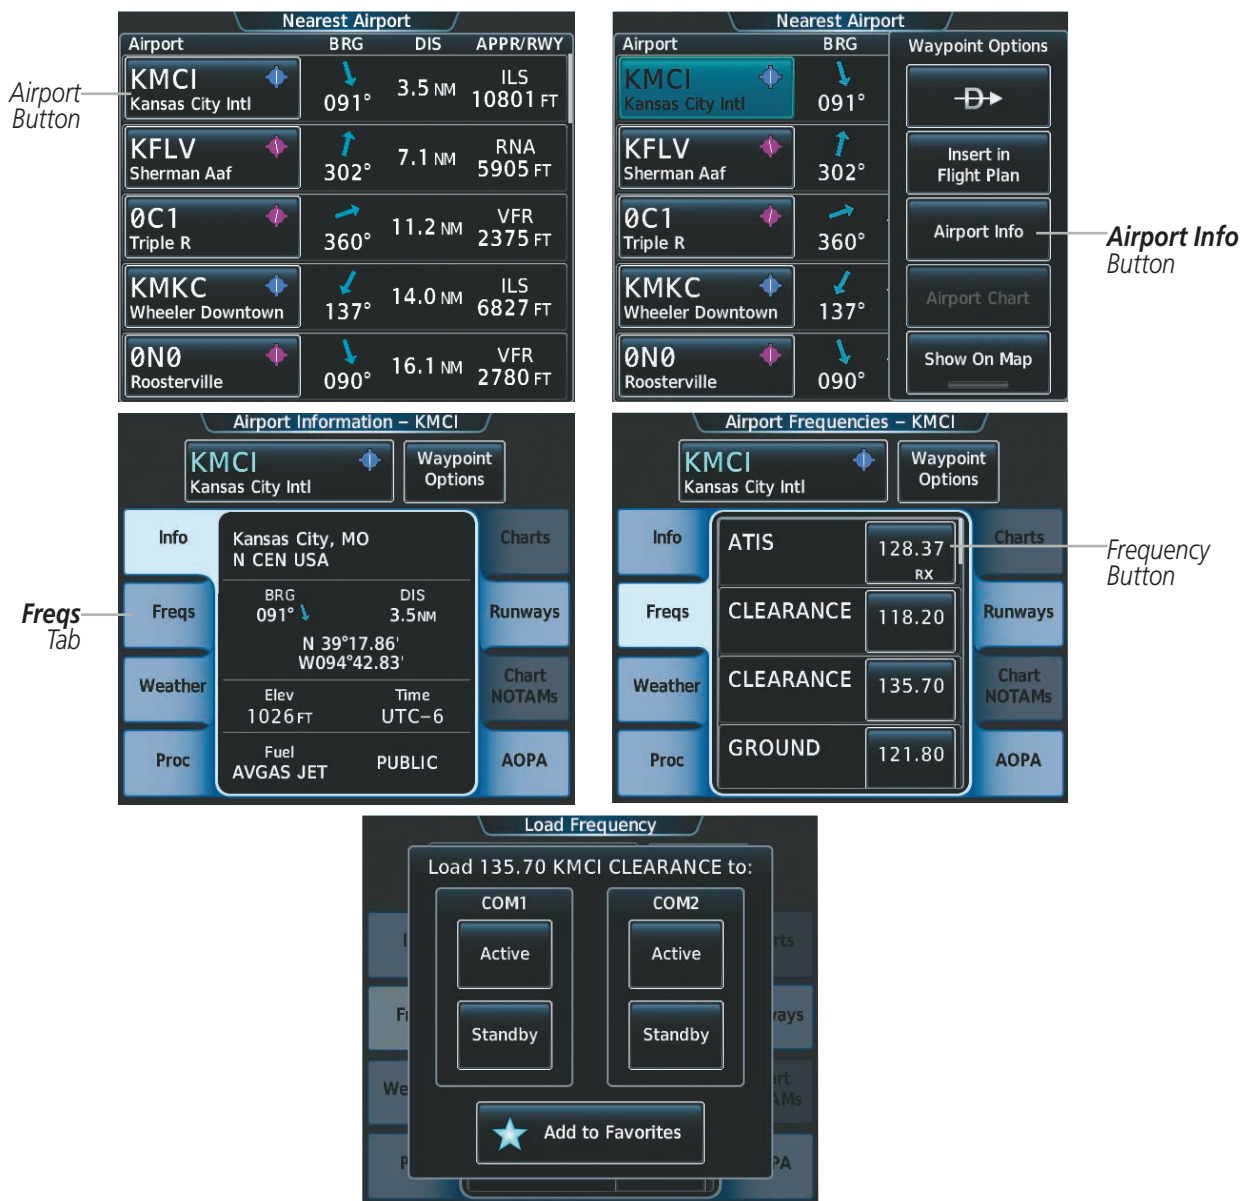 Nearest Airport
Airport BRG DIS APPR/RWY
KMCI
Kansas City Intl
091°
3.5 NM
ILS
10801 FT
KFLV
Sherman Aaf
302°
7.1 NM
RNA
5905 FT
0C1
Triple R
360°
11.2 NM
VFR
2375 FT
KMKC
Wheeler Downtown
137°
14.0 NM
ILS
6827 FT
0N0
Roosterville
090°
16.1 NM
VFR
2780 FT
Airport
Button
Nearest Airport
Airport BRG
KMCI
Kansas City Intl
091°
KFLV
Sherman Aaf
302°
0C1
Triple R
360°
KMKC
Wheeler Downtown
137°
0N0
Roosterville
090°
Waypoint Options
D
Insert in
Flight Plan
Airport Info
Airport Chart
Show On Map
Airport Info
Button
Airport Information – KMCI
KMCI
Kansas City Intl
Waypoint
Options
Info
Freqs
Weather
Proc
Kansas City, MO
N CEN USA
BRG DIS
091° 3.5NM
N 39°17.86'
W094°42.83'
Elev Time
1026FT UTC–6
Fuel
AVGAS JET
PUBLIC
Charts
Runways
Chart
NOTAMs
AOPA
Freqs
Tab
Airport Frequencies – KMCI
KMCI
Kansas City Intl
Waypoint
Options
Info
Freqs
Weather
Proc
ATIS 128.37
RX
CLEARANCE 118.20
CLEARANCE 135.70
GROUND 121.80
Charts
Runways
Chart
NOTAMs
AOPA
Frequency
Button
Load Frequency
Load 135.70 KMCI CLEARANCE to:
COM1 COM2
Active Active
Standby Standby
Add to Favorites